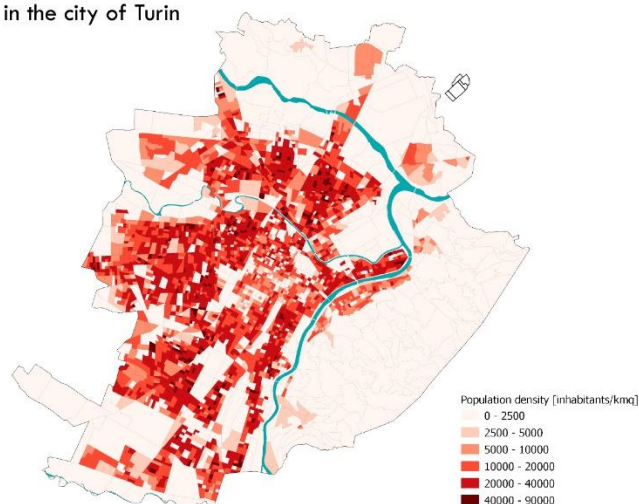 in the city of Turin
Population density [inhabitants/kmq]
0 - 2500
2500 - 5000
5000 - 10000
10000 - 20000
20000 - 40000
40000 - 90000